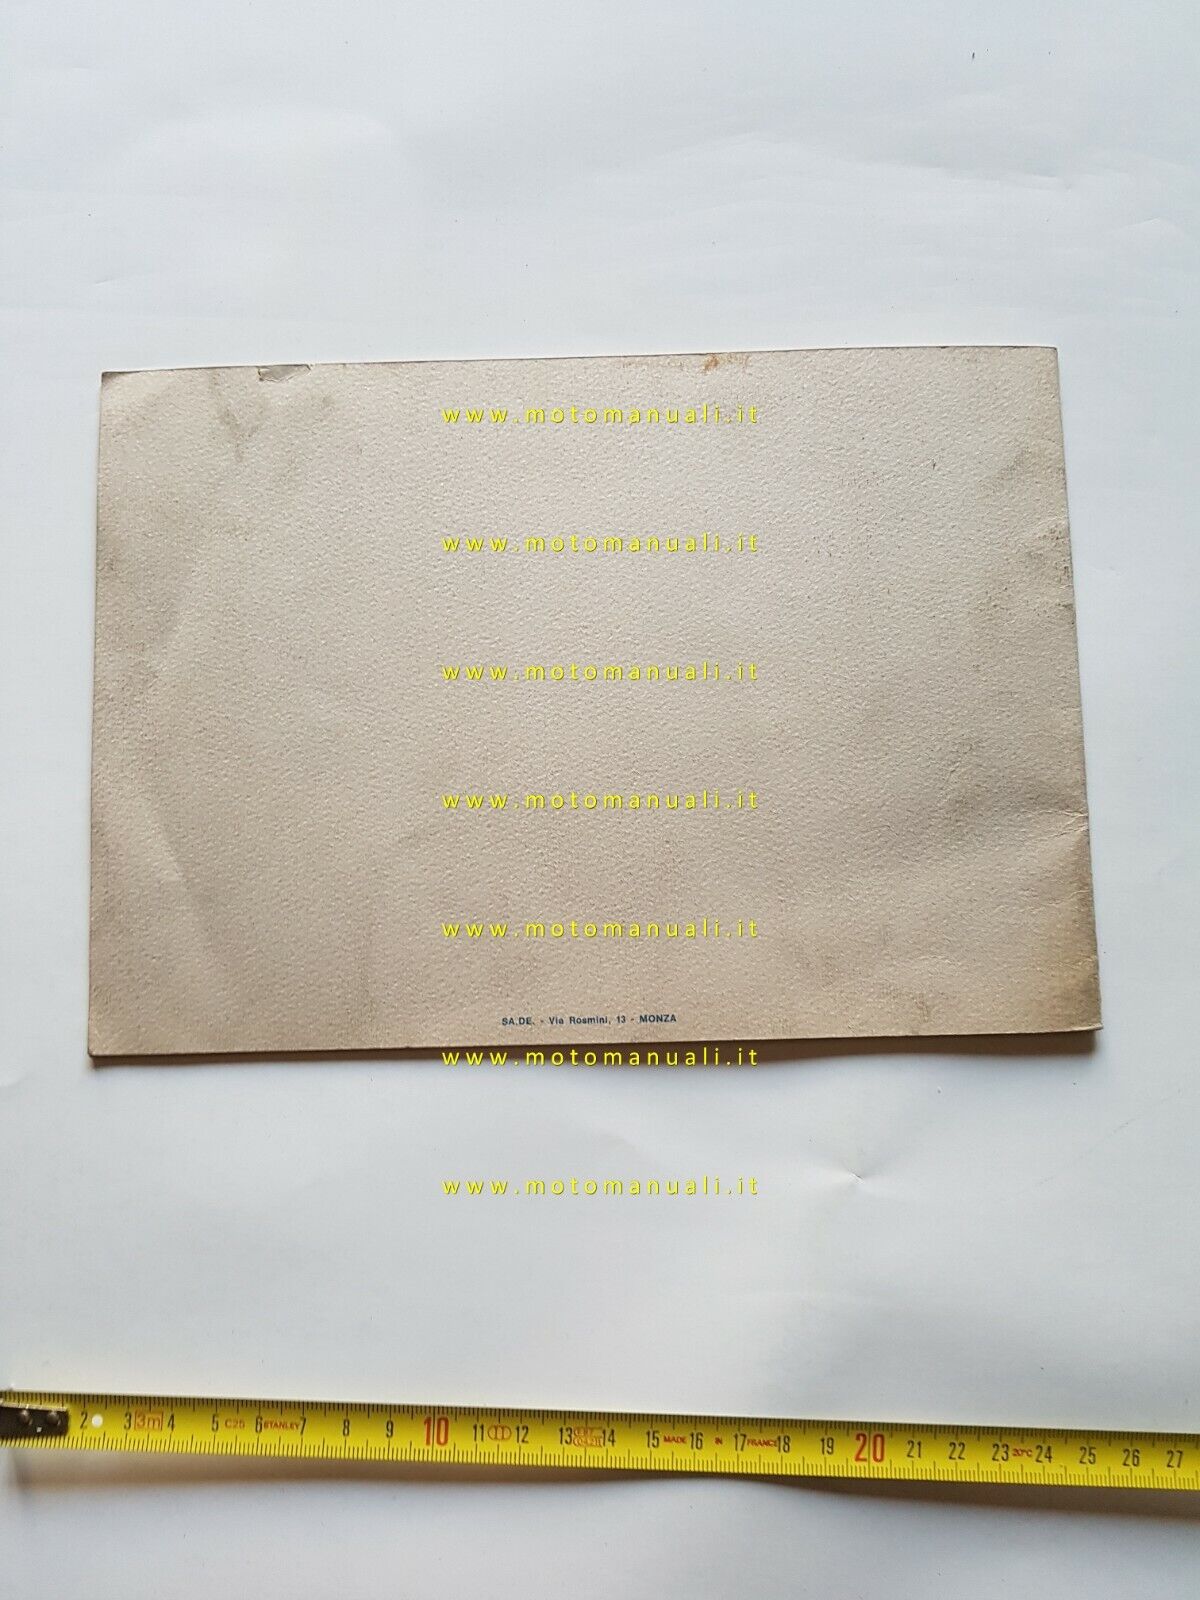 www.motomanuali.it
www.motomanuali.it
www.motomanuali.it
www.motomanuali.it
www.motomanuali.it
SA.DE. - Via Rosmini, 13 - MONZA
www.motomanuali.it
www.motomanuali.it
2 3 3m 4 5 C25 6 STANLEY 7 8 9 10 11 12 13 14 15 MADE 16 IN 17 FRANCE 18 19 20 21 22 23 20°C 24 25 26 27